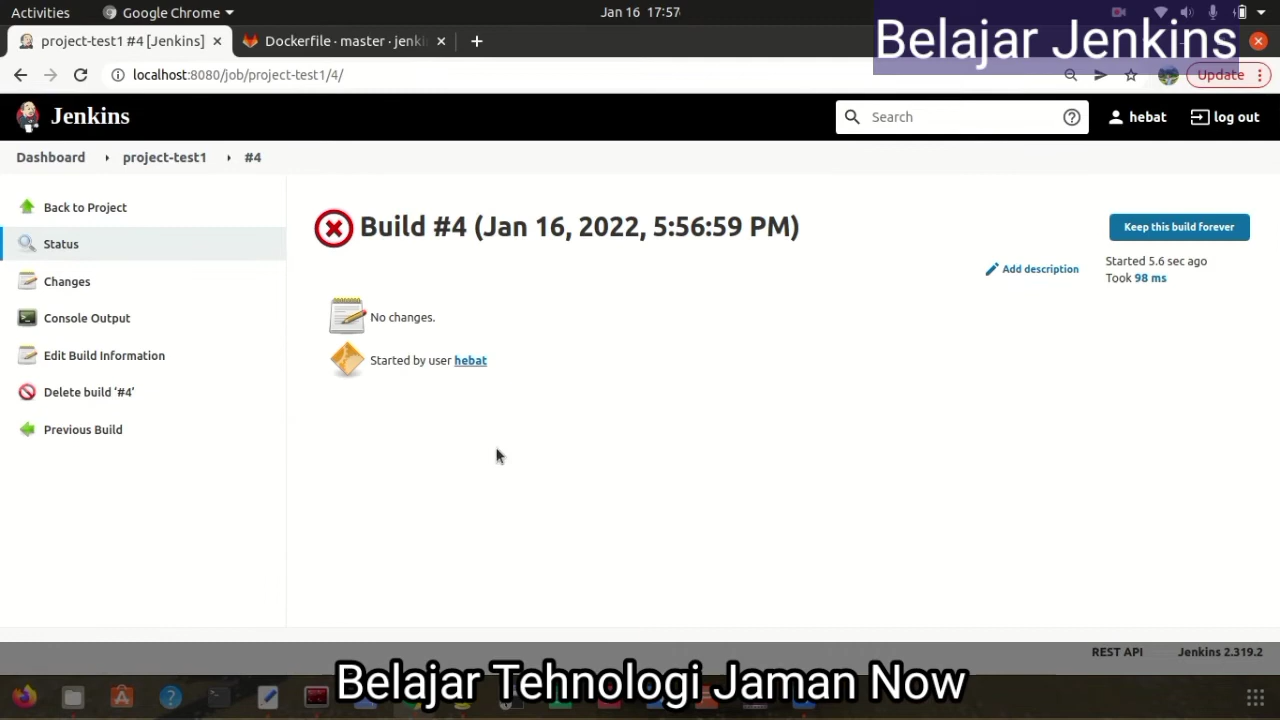 Activities
Google Chrome
Jan 16 17:57
project-test1 #4 [Jenkins]
Dockerfile · master · jenki
Belajar Jenkins
localhost:8080/job/project-test1/4/
Update
Jenkins
Search
hebat
log out
Dashboard
project-test1
#4
Back to Project
Status
Changes
Console Output
Edit Build Information
Delete build ‘#4’
Previous Build
Build #4 (Jan 16, 2022, 5:56:59 PM)
Keep this build forever
Add description
Started 5.6 sec ago
Took 98 ms
No changes.
Started by user hebat
REST API
Jenkins 2.319.2
Belajar Tehnologi Jaman Now